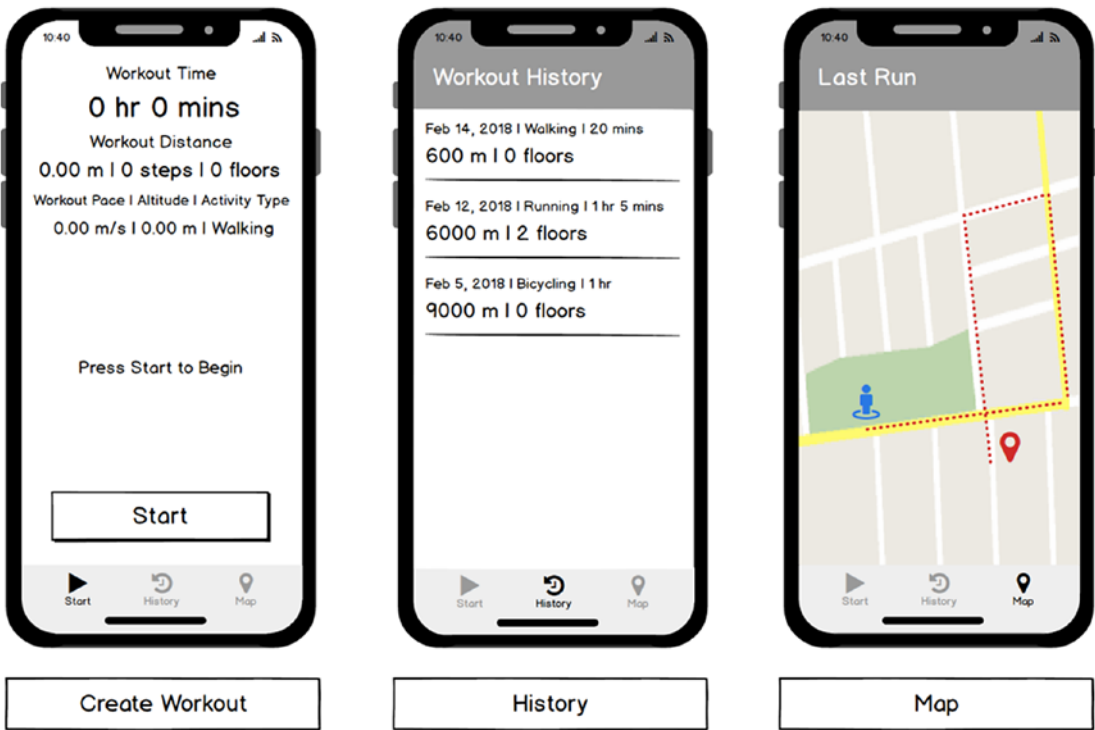 10:40
Workout Time
0 hr 0 mins
Workout Distance
0.00 m | 0 steps | 0 floors
Workout Pace | Altitude | Activity Type
0.00 m/s | 0.00 m | Walking
Press Start to Begin
Start
Start History Map
Create Workout
10:40
Workout History
Feb 14, 2018 | Walking | 20 mins
600 m | 0 floors
Feb 12, 2018 | Running | 1 hr 5 mins
6000 m | 2 floors
Feb 5, 2018 | Bicycling | 1 hr
9000 m | 0 floors
Start History Map
History
10:40
Last Run
Start History Map
Map